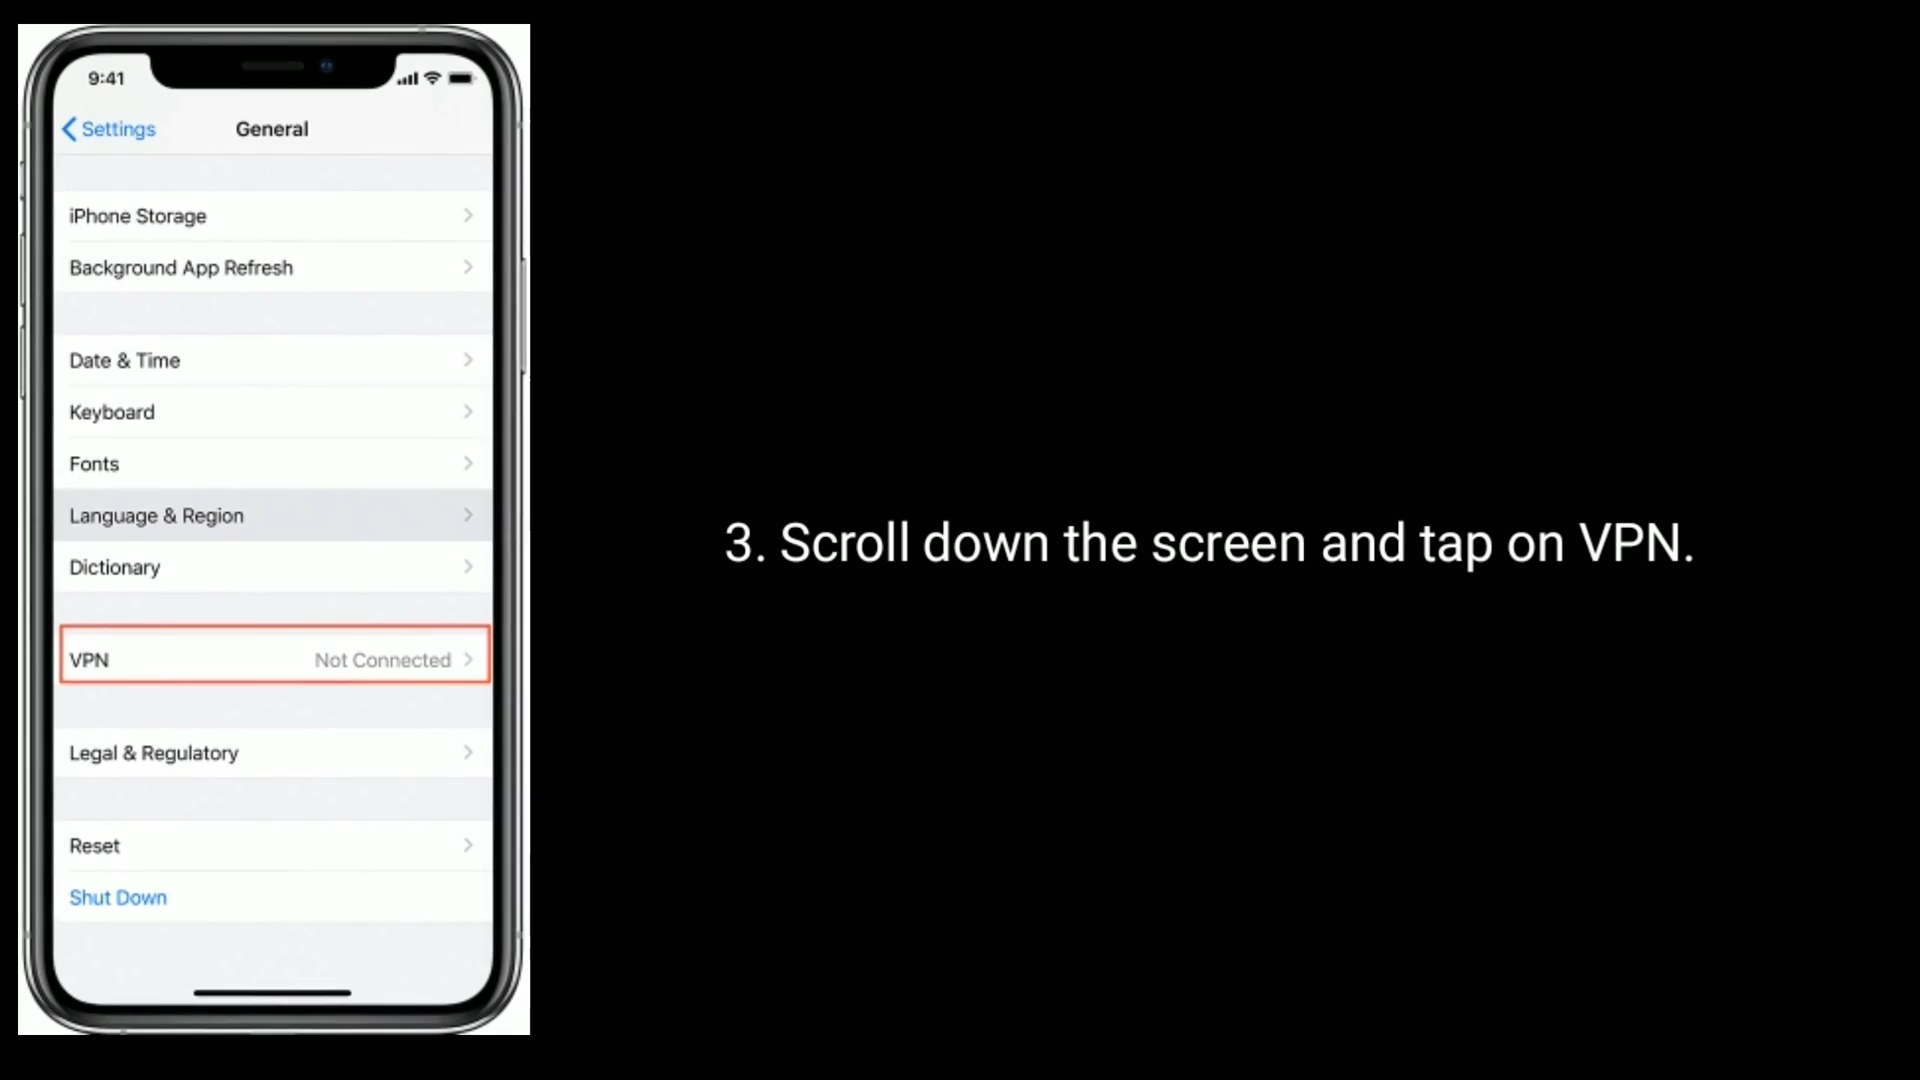 9:41
Settings
General
iPhone Storage
Background App Refresh
Date & Time
Keyboard
Fonts
Language & Region
Dictionary
VPN Not Connected
Legal & Regulatory
Reset
Shut Down
3. Scroll down the screen and tap on VPN.